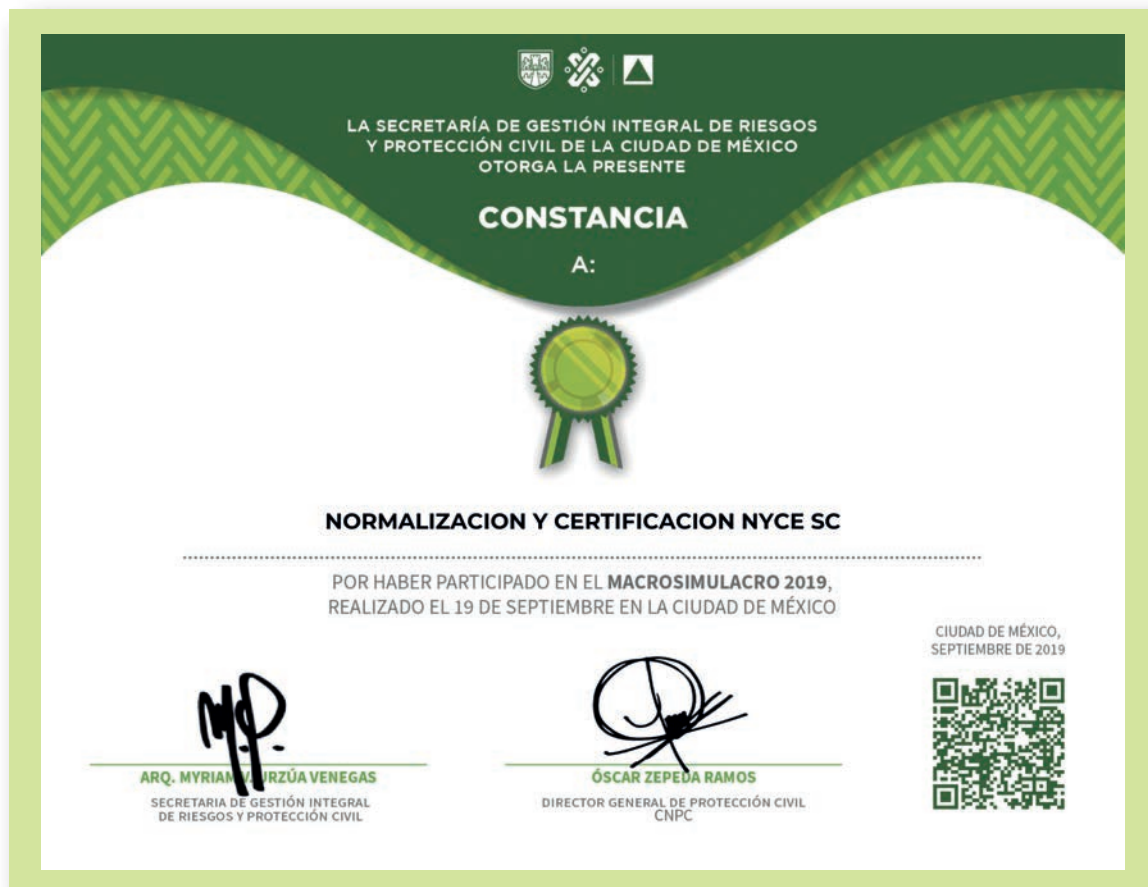 LA SECRETARÍA DE GESTIÓN INTEGRAL DE RIESGOS
Y PROTECCIÓN CIVIL DE LA CIUDAD DE MÉXICO
OTORGA LA PRESENTE
CONSTANCIA
A:
NORMALIZACION Y CERTIFICACION NYCE SC
POR HABER PARTICIPADO EN EL MACROSIMULACRO 2019,
REALIZADO EL 19 DE SEPTIEMBRE EN LA CIUDAD DE MÉXICO
CIUDAD DE MÉXICO,
SEPTIEMBRE DE 2019
ARQ. MYRIAM V. URZÚA VENEGAS
SECRETARIA DE GESTIÓN INTEGRAL
DE RIESGOS Y PROTECCIÓN CIVIL
ÓSCAR ZEPEDA RAMOS
DIRECTOR GENERAL DE PROTECCIÓN CIVIL
CNPC